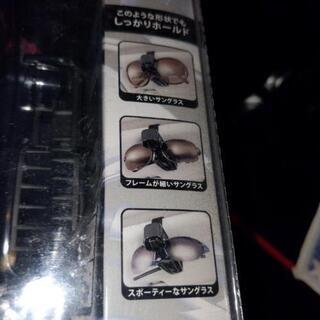 このような形状でも
しっかりホールド
大きいサングラス
フレームが細いサングラス
スポーティーなサングラス